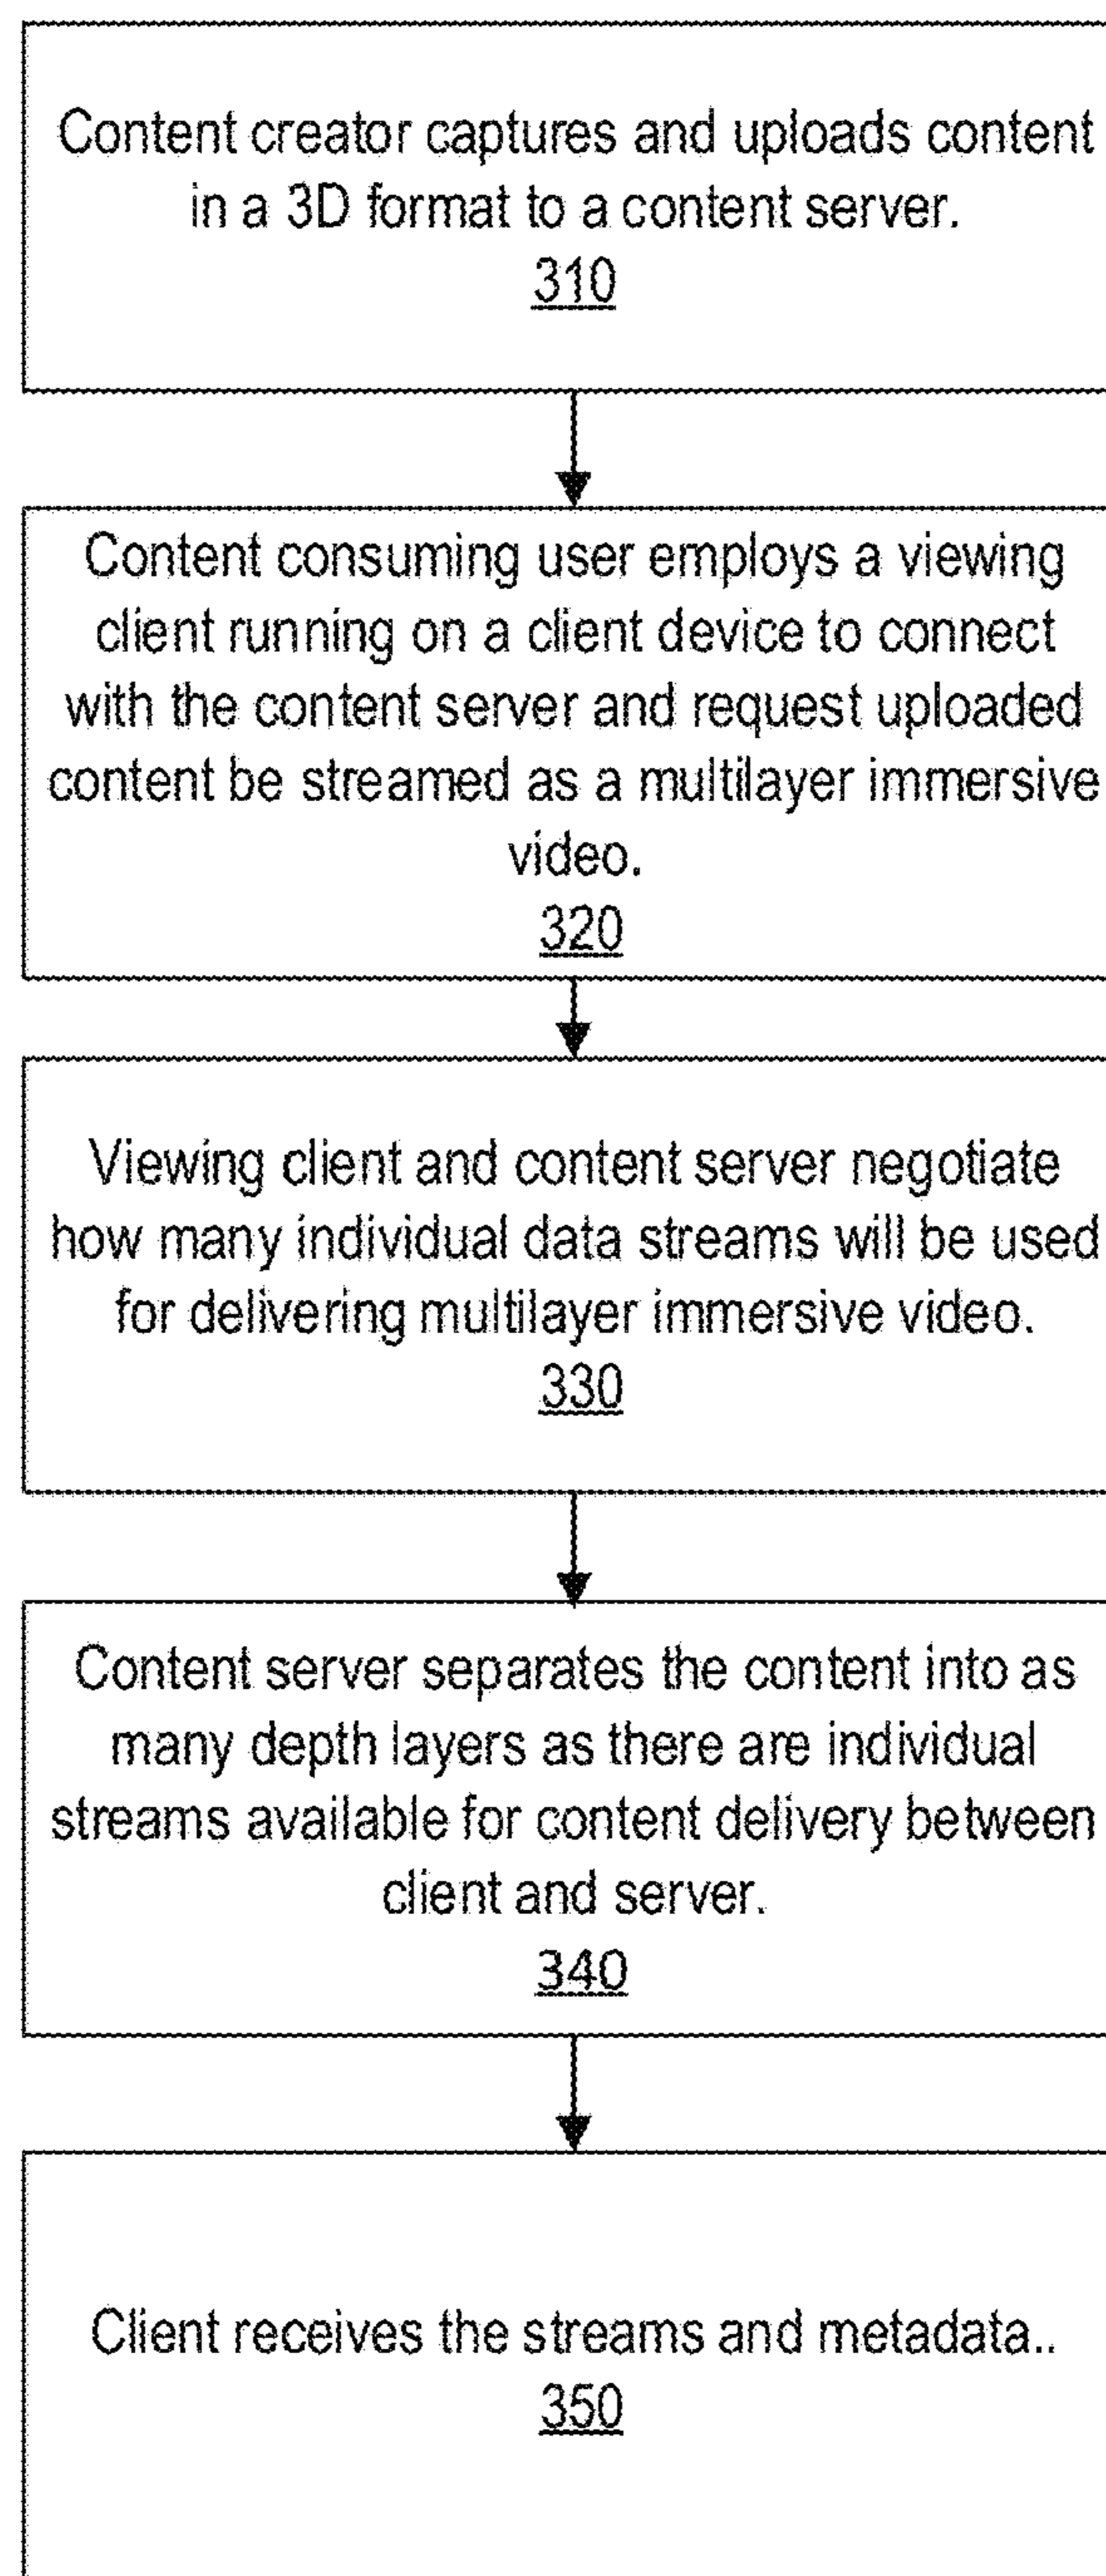 Content creator captures and uploads content
in a 3D format to a content server.
310
Content consuming user employs a viewing
client running on a client device to connect
with the content server and request uploaded
content be streamed as a multilayer immersive
video.
320
Viewing client and content server negotiate
how many individual data streams will be used
for delivering multilayer immersive video.
330
Content server separates the content into as
many depth layers as there are individual
streams available for content delivery between
client and server.
340
Client receives the streams and metadata..
350